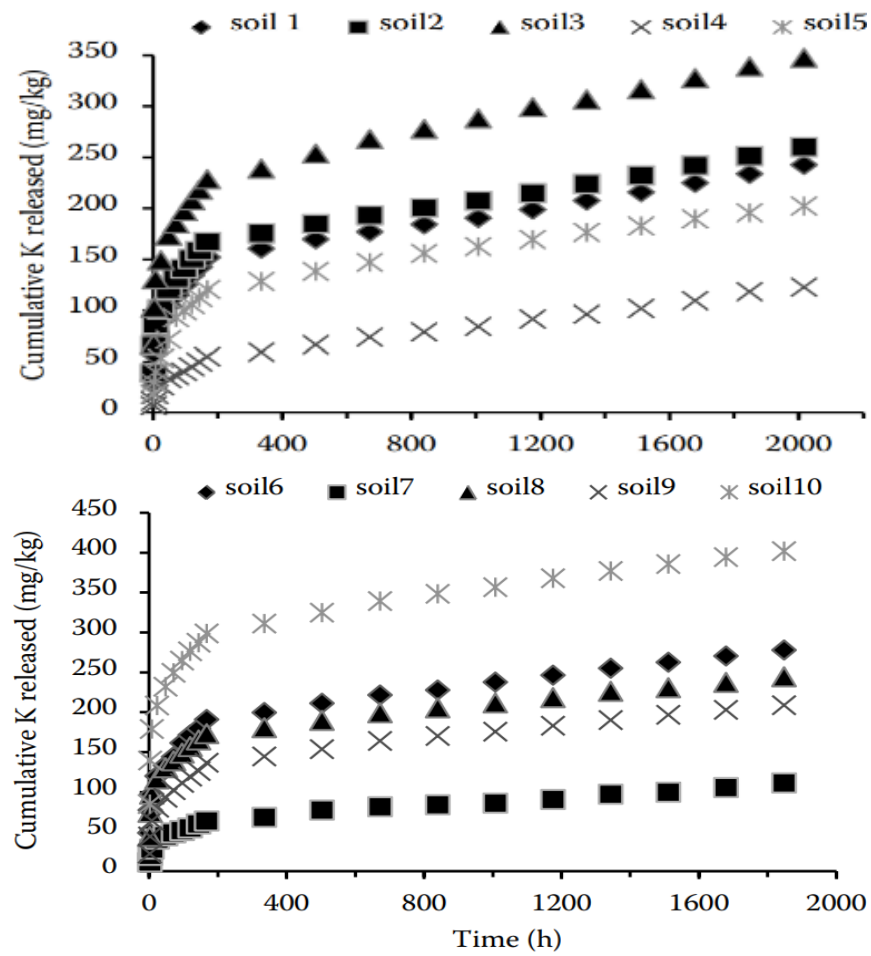 soil 1 soil2 soil3 soil4 soil5
Cumulative K released (mg/kg)
350
300
250
200
150
100
50
0
0 400 800 1200 1600 2000
soil6 soil7 soil8 soil9 soil10
Cumulative K released (mg/kg)
450
400
350
300
250
200
150
100
50
0
0 400 800 1200 1600 2000
Time (h)